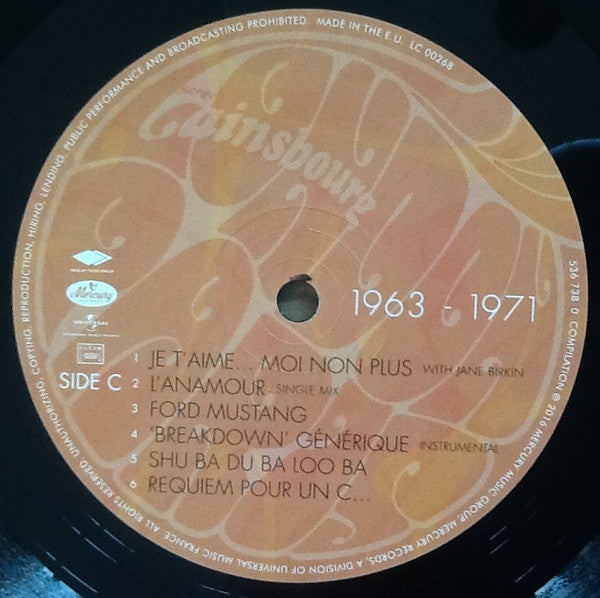 ALL RIGHTS RESERVED. UNAUTHORIZING, COPYING, REPRODUCTION, HIRING, LENDING, PUBLIC PERFORMANCE AND BROADCASTING PROHIBITED. MADE IN THE E.U. LC 00268
Gainsbourg
1963 - 1971
Mercury
UNIVERSAL
SIDE C
1 JE T'AIME... MOI NON PLUS WITH JANE BIRKIN
2 L'ANAMOUR SINGLE MIX
3 FORD MUSTANG
4 'BREAKDOWN' GÉNÉRIQUE INSTRUMENTAL
5 SHU BA DU BA LOO BA
6 REQUIEM POUR UN C...
536 738 0 COMPILATION ℗ 2016 MERCURY MUSIC GROUP, MERCURY RECORDS, A DIVISION OF UNIVERSAL MUSIC FRANCE.